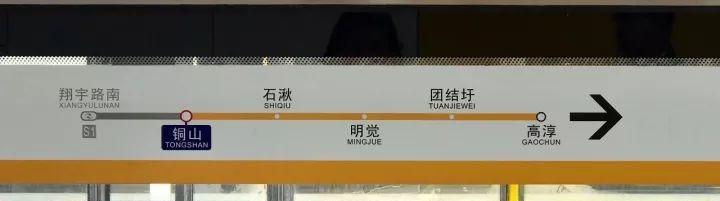 翔宇路南
XIANGYULUNAN
S1
铜山
TONGSHAN
石湫
SHIQIU
明觉
MINGJUE
团结圩
TUANJIEWEI
高淳
GAOCHUN